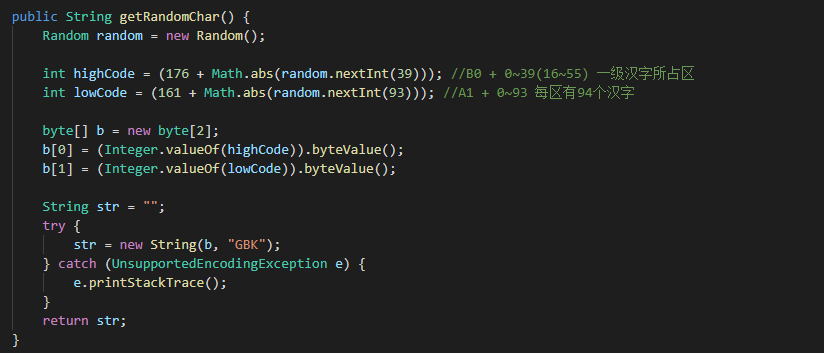 public String getRandomChar() {
    Random random = new Random();

    int highCode = (176 + Math.abs(random.nextInt(39))); //B0 + 0~39(16~55) 一级汉字所占区
    int lowCode = (161 + Math.abs(random.nextInt(93))); //A1 + 0~93 每区有94个汉字

    byte[] b = new byte[2];
    b[0] = (Integer.valueOf(highCode)).byteValue();
    b[1] = (Integer.valueOf(lowCode)).byteValue();

    String str = "";
    try {
        str = new String(b, "GBK");
    } catch (UnsupportedEncodingException e) {
        e.printStackTrace();
    }
    return str;
}